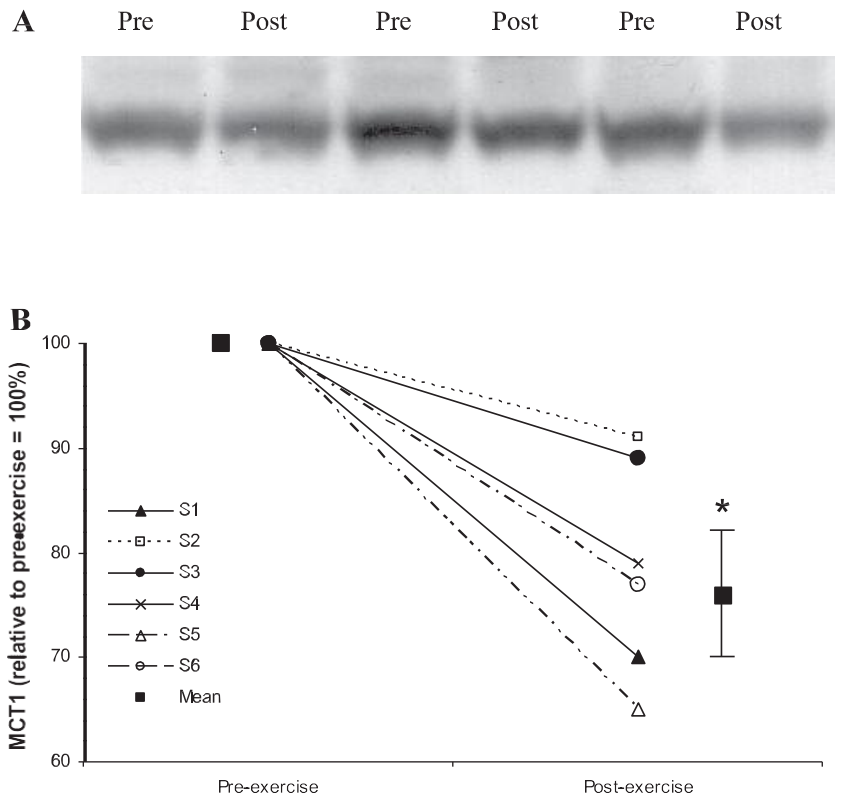 A
Pre Post Pre Post Pre Post
B
MCT1 (relative to pre-exercise = 100%)
100
90
80
70
60
S1
S2
S3
S4
S5
S6
Mean
*
Pre-exercise Post-exercise